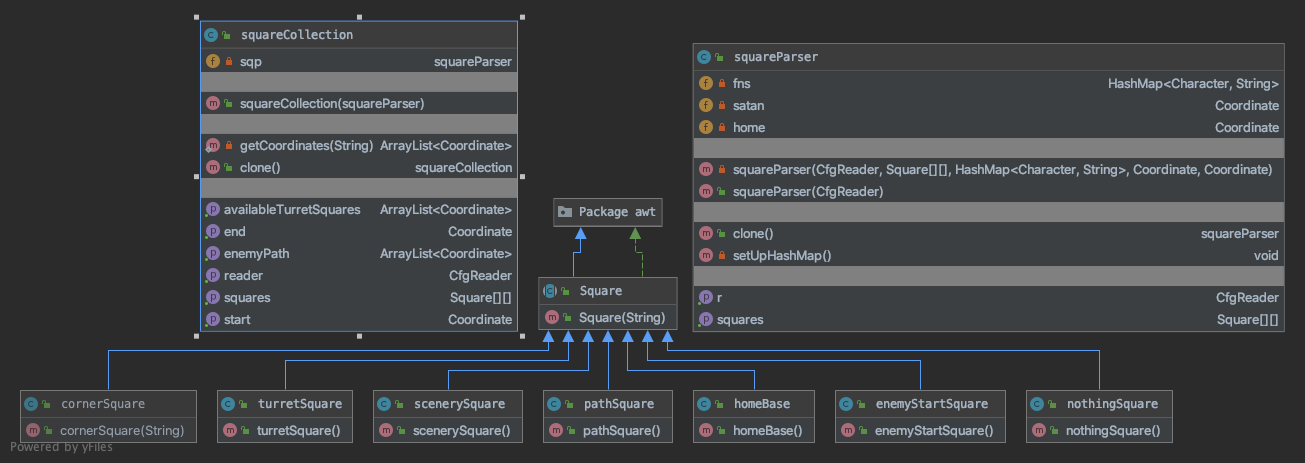 squareCollection
sqp squareParser
squareCollection(squareParser)
getCoordinates(String) ArrayList<Coordinate>
clone() squareCollection
availableTurretSquares ArrayList<Coordinate>
end Coordinate
enemyPath ArrayList<Coordinate>
reader CfgReader
squares Square[][]
start Coordinate
squareParser
fns HashMap<Character, String>
satan Coordinate
home Coordinate
squareParser(CfgReader, Square[][], HashMap<Character, String>, Coordinate, Coordinate)
squareParser(CfgReader)
clone() squareParser
setUpHashMap() void
r CfgReader
squares Square[][]
Package awt
Square
Square(String)
cornerSquare
cornerSquare(String)
turretSquare
turretSquare()
scenerySquare
scenerySquare()
pathSquare
pathSquare()
homeBase
homeBase()
enemyStartSquare
enemyStartSquare()
nothingSquare
nothingSquare()
Powered by yFiles